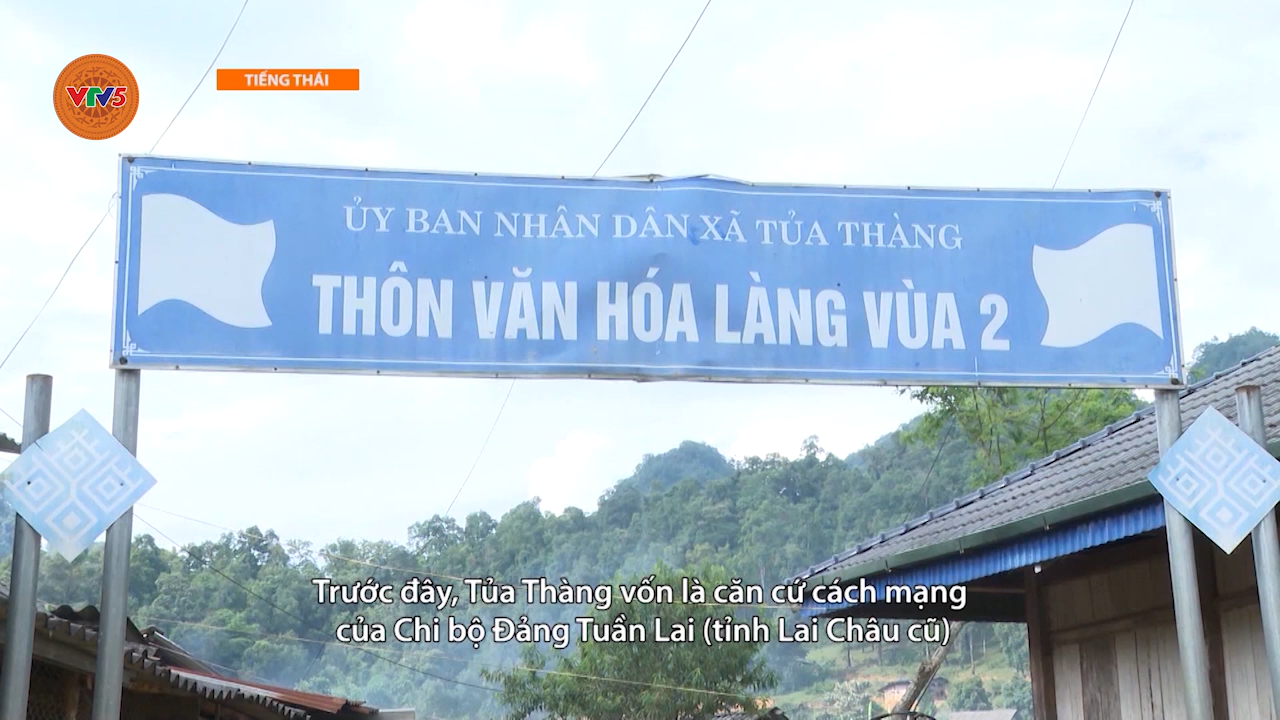 VTV5
TIẾNG THÁI
ỦY BAN NHÂN DÂN XÃ TỦA THÀNG
THÔN VĂN HÓA LÀNG VÙA 2
Trước đây, Tủa Thàng vốn là căn cứ cách mạng
của Chi bộ Đảng Tuần Lai (tỉnh Lai Châu cũ)